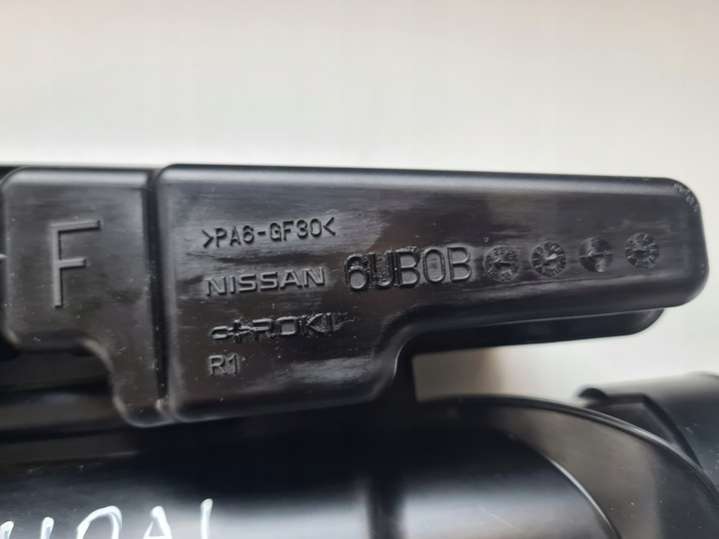 F
>PA6-GF30<
NISSAN 6UB0B
ROKI
R1